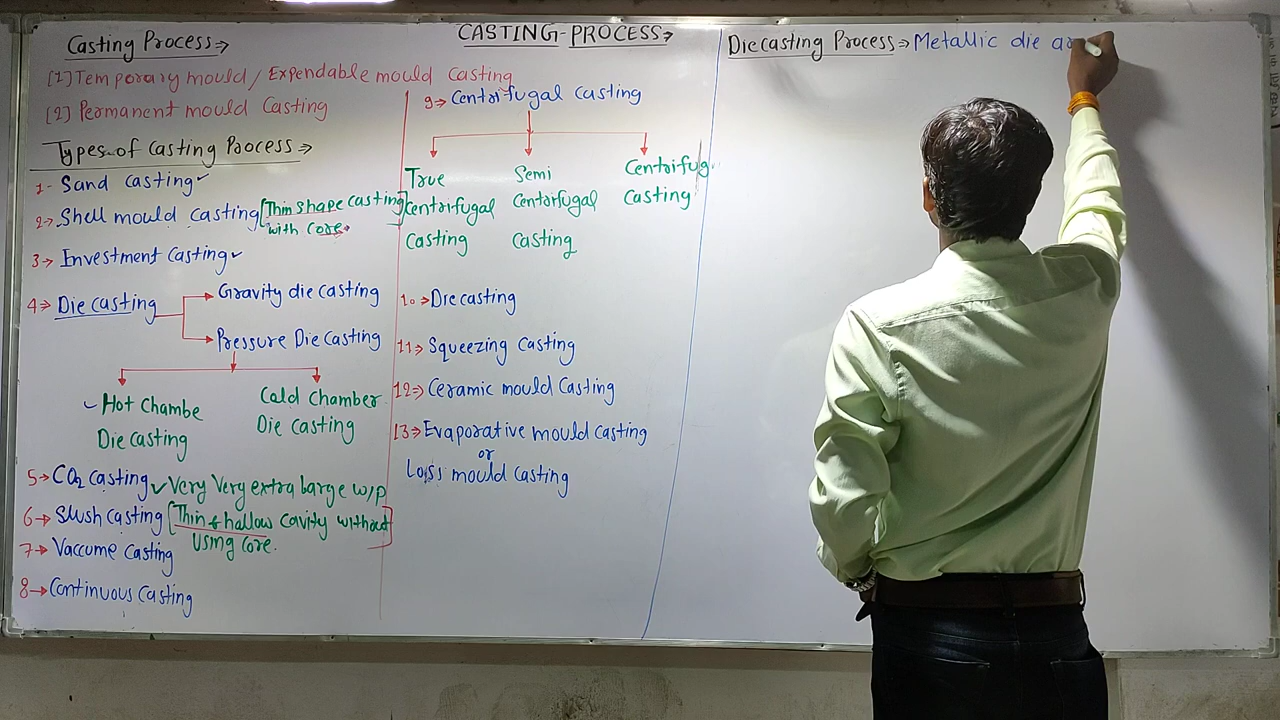 Casting Process⇒
[1] Temporary mould / Expendable mould Casting
[2] Permanent mould Casting
Types of Casting Process⇒
1- Sand casting✓
2→ Shell mould casting [Thin shape casting
with core.]
3→ Investment Casting✓
4→ Die casting
Gravity die casting
Pressure Die Casting
✓Hot Chambe
Die casting
Cold Chamber
Die casting
5→ CO₂ casting✓ Very Very extra large w/p
6→ Slush casting [Thin & hallow cavity without
using core.]
7→ Vaccume casting
8→ Continuous casting
CASTING-PROCESS⇒
9→ Centrifugal casting
True
Centrifugal
Casting
Semi
Centrifugal
casting
Centrifug.
Casting
10→ Die casting
11→ Squeezing casting
12→ Ceramic mould Casting
13→ Evaporative mould casting
or
Loss mould casting
Die casting Process⇒ Metallic die